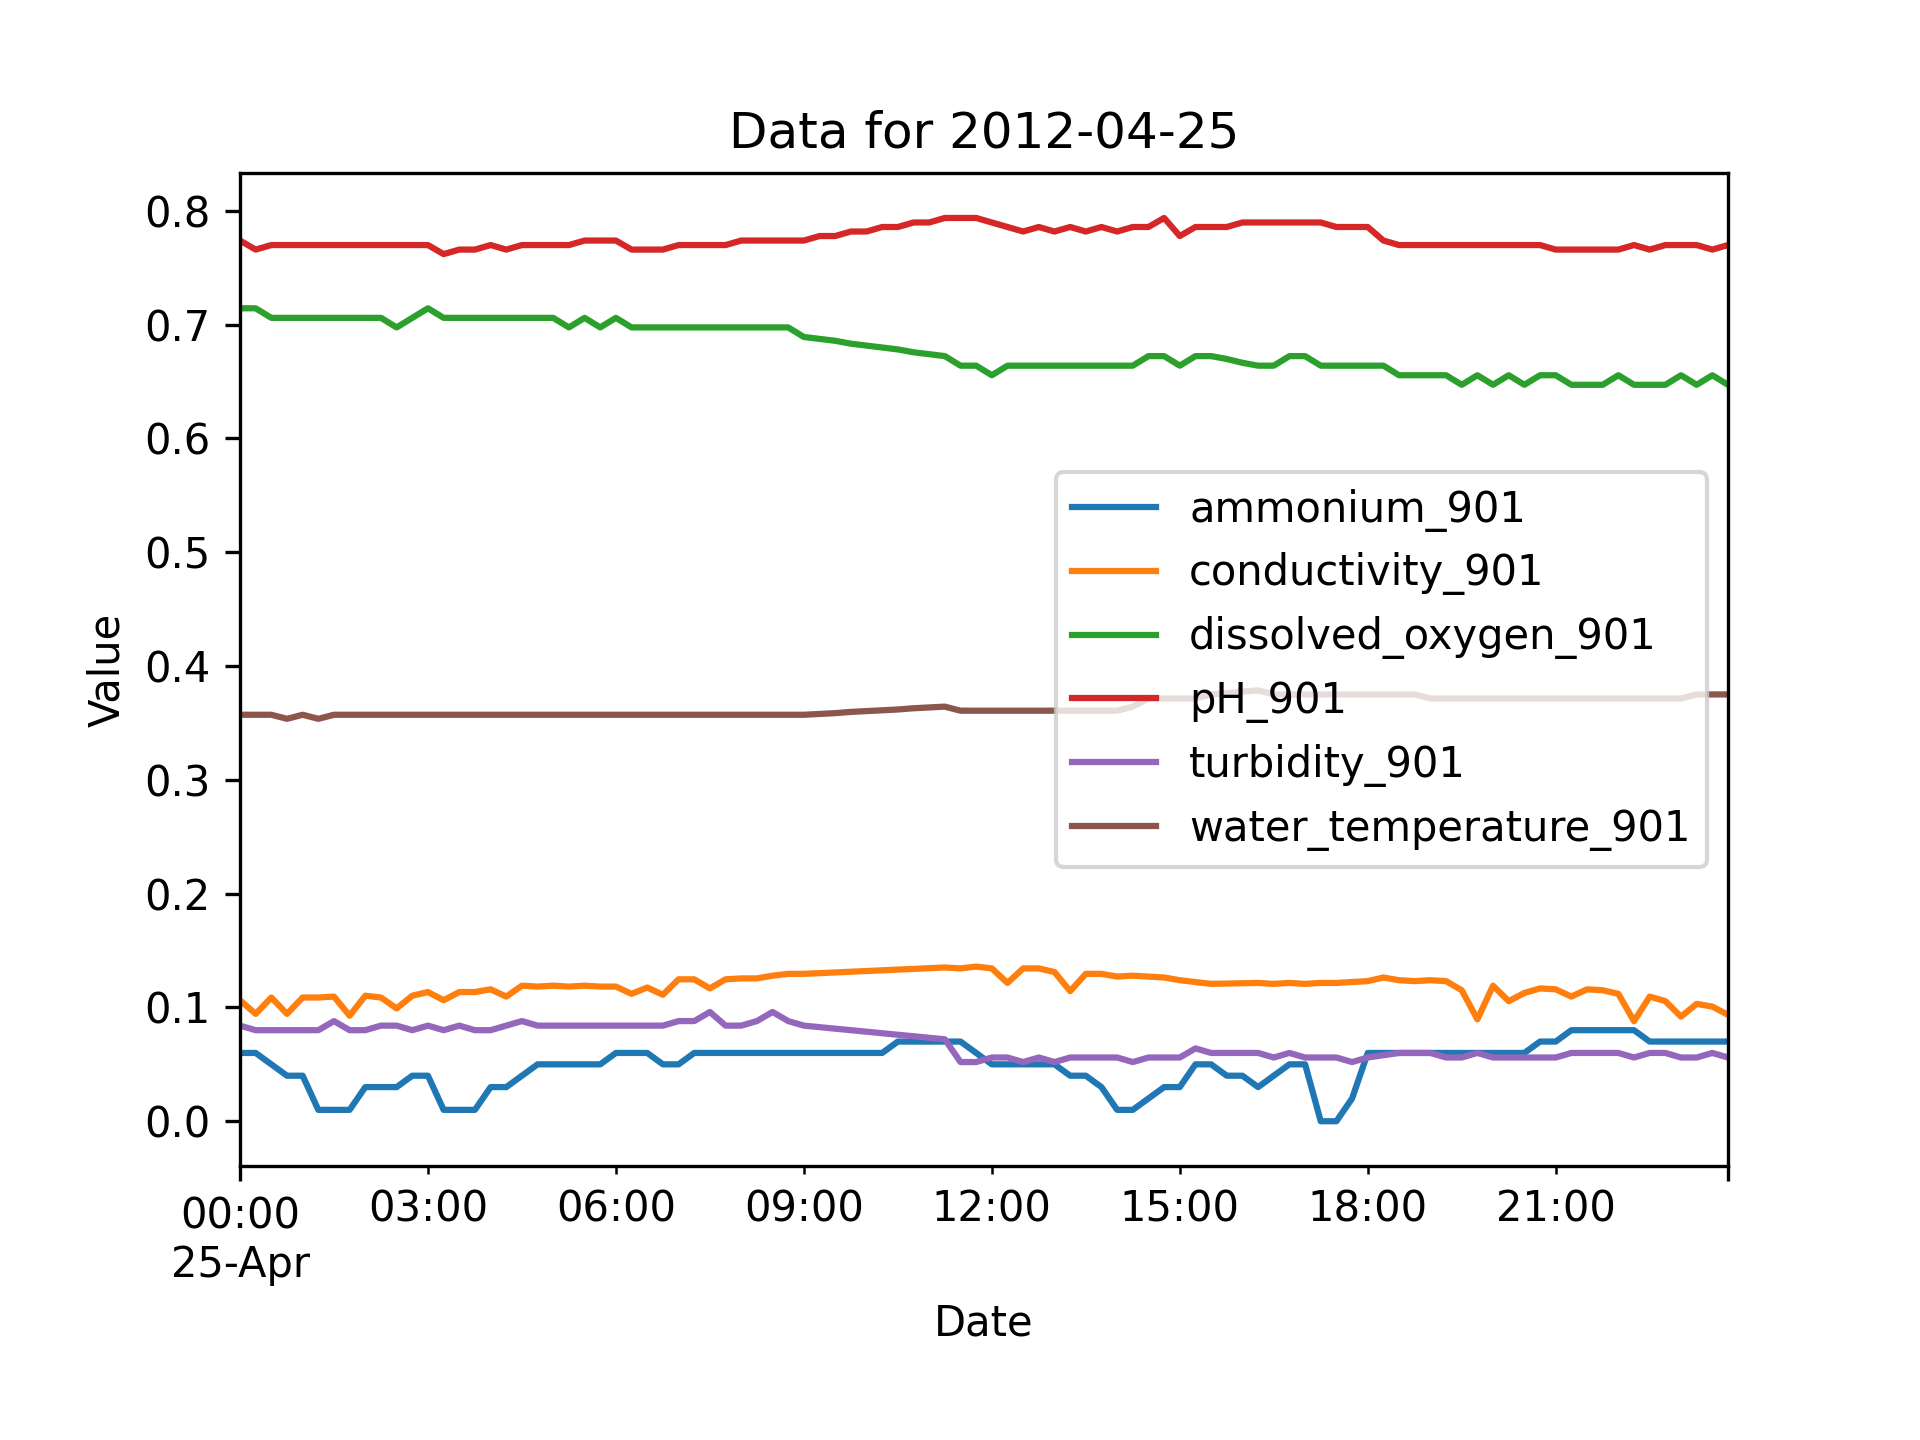 Data for 2012-04-25
0.8
0.7
0.6
0.5
0.4
0.3
0.2
0.1
0.0
Value
ammonium_901
conductivity_901
dissolved_oxygen_901
pH_901
turbidity_901
water_temperature_901
00:00 03:00 06:00 09:00 12:00 15:00 18:00 21:00
25-Apr
Date